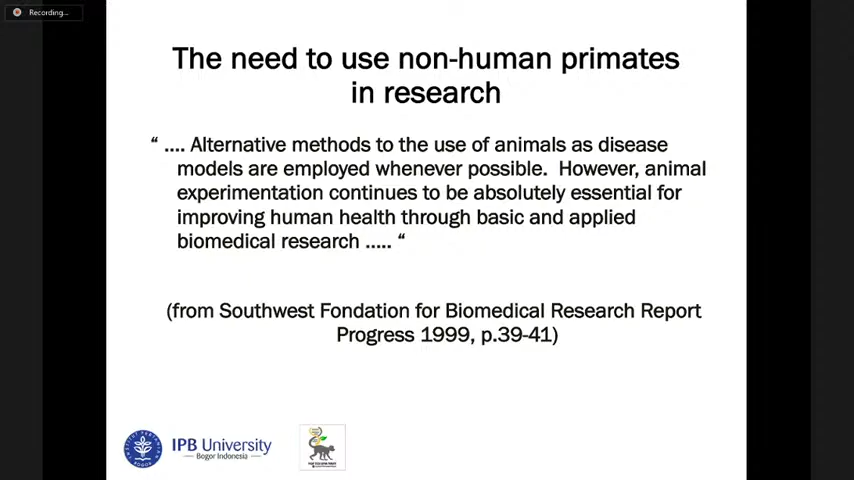 Recording...
The need to use non-human primates
in research
“ .... Alternative methods to the use of animals as disease
models are employed whenever possible. However, animal
experimentation continues to be absolutely essential for
improving human health through basic and applied
biomedical research ..... “
(from Southwest Fondation for Biomedical Research Report
Progress 1999, p.39-41)
IPB University
Bogor Indonesia